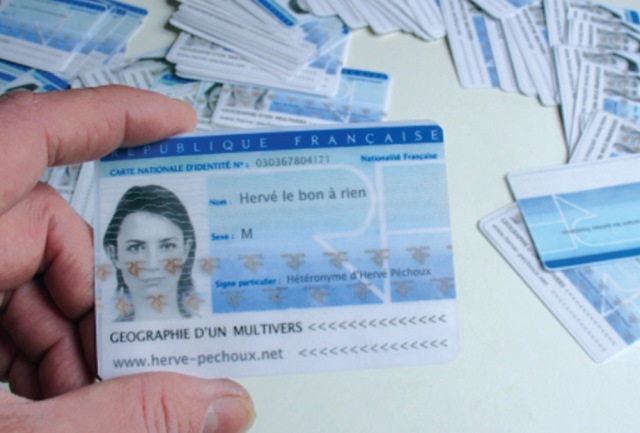 RÉPUBLIQUE FRANÇAISE
CARTE NATIONALE D'IDENTITÉ N° : 030367804171 Nationalité Française
Nom : Hervé le bon à rien
Sexe : M
Signe particulier : Hétéronyme d'Hervé Péchoux
GEOGRAPHIE D'UN MULTIVERS <<<<<<<<<<<<<<<
www.herve-pechoux.net <<<<<<<<<<<<<<<<